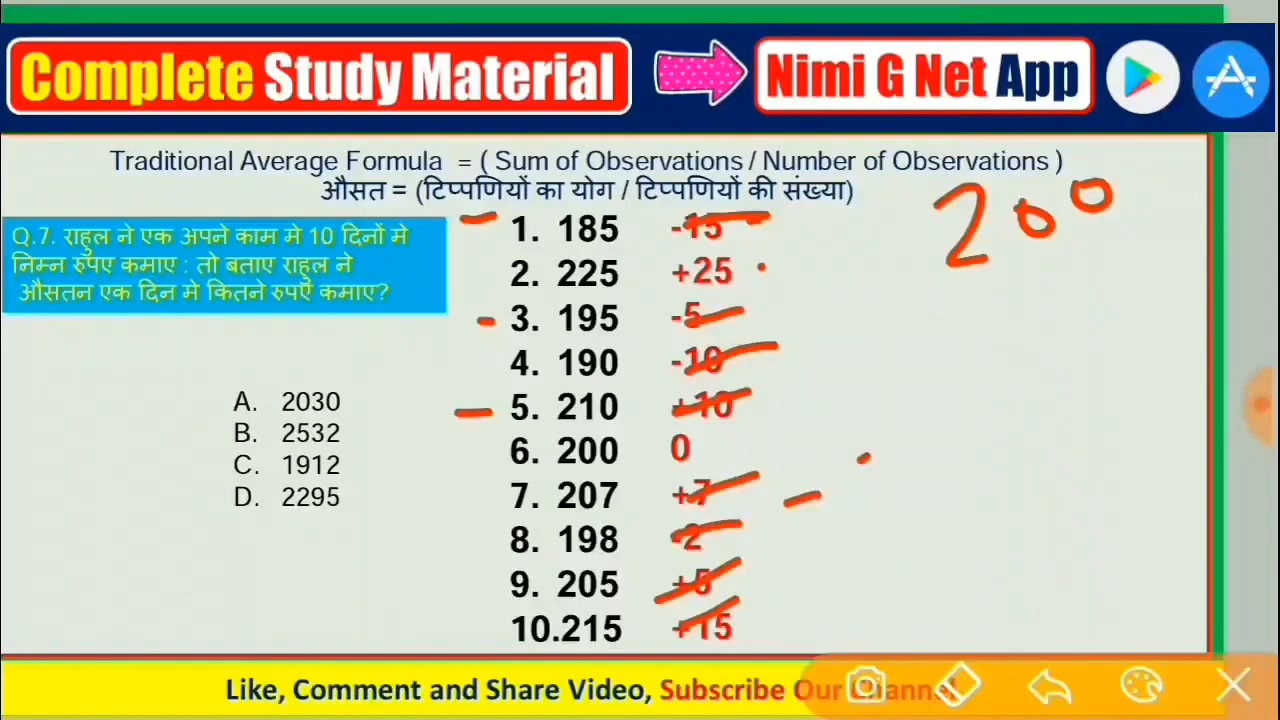 Complete Study Material
Nimi G Net App
Traditional Average Formula = ( Sum of Observations / Number of Observations )
औसत = (टिप्पणियों का योग / टिप्पणियों की संख्या)
200
Q.7. राहुल ने एक अपने काम मे 10 दिनों मे
निम्न रुपए कमाए : तो बताए राहुल ने
औसतन एक दिन मे कितने रुपएँ कमाए?
A. 2030
B. 2532
C. 1912
D. 2295
1. 185 -15
2. 225 +25
3. 195 -5
4. 190 -10
5. 210 +10
6. 200 0
7. 207 +7
8. 198 -2
9. 205 +5
10.215 +15
Like, Comment and Share Video, Subscribe Our Channel